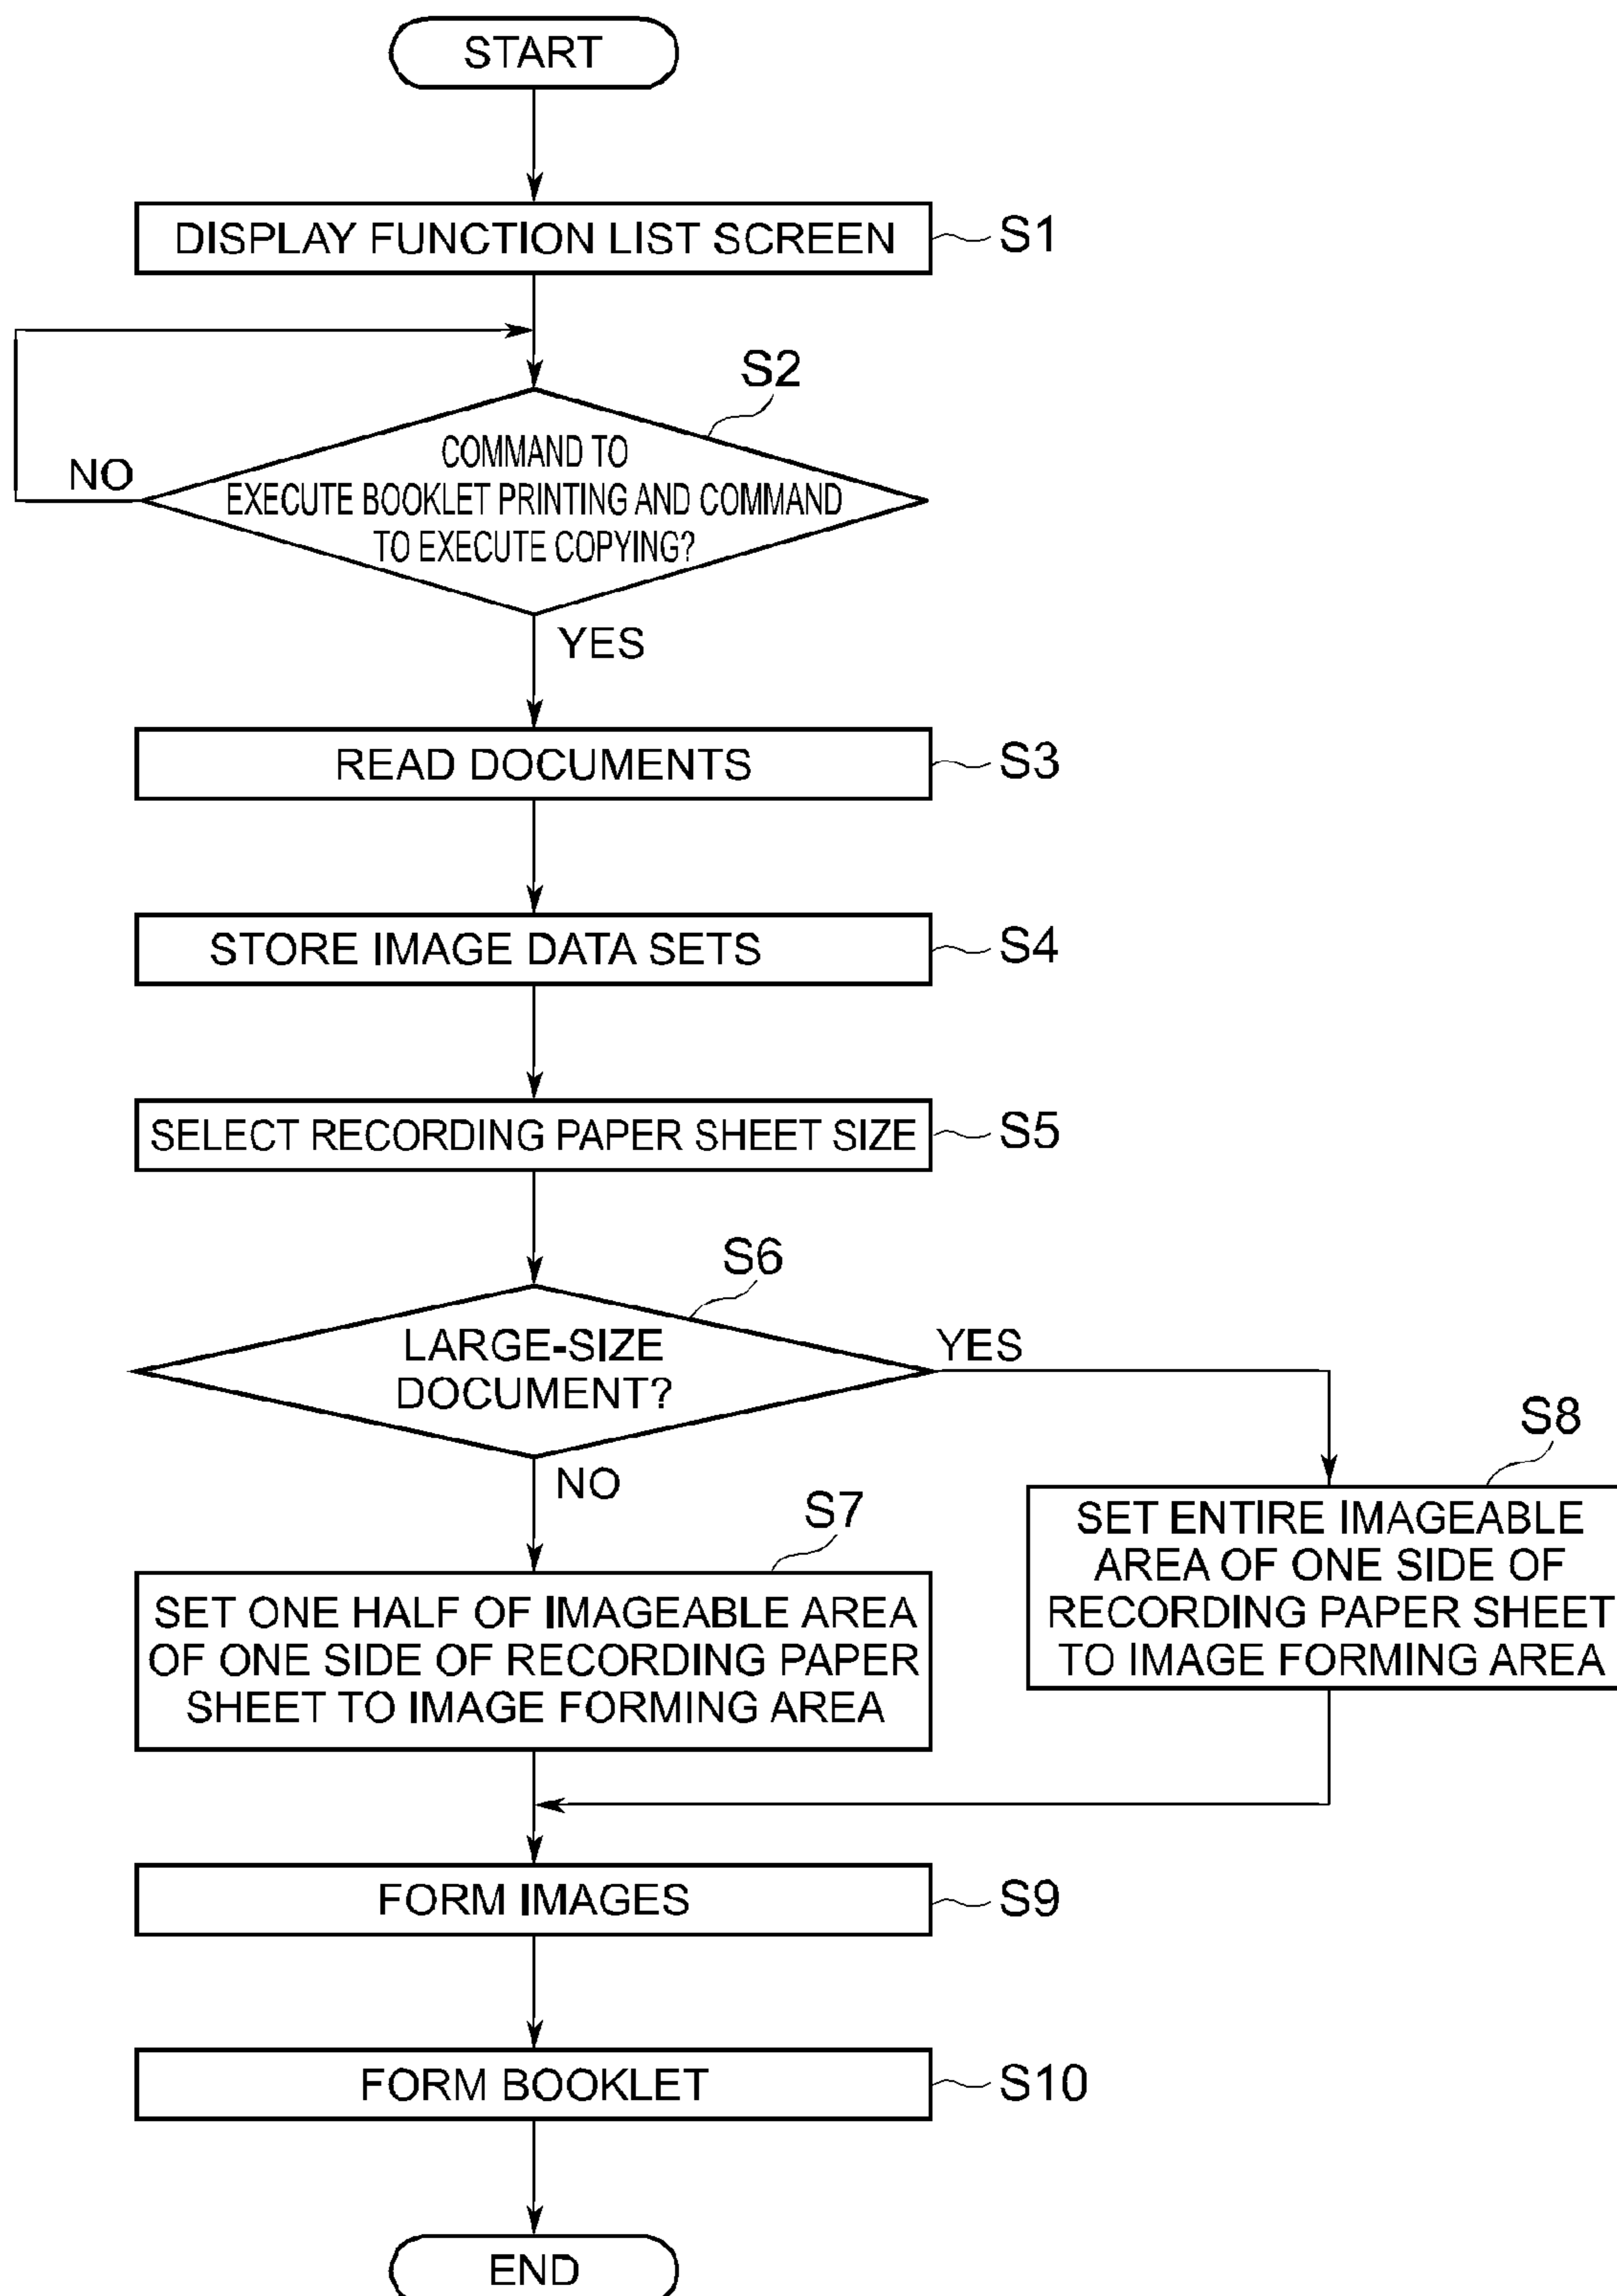 START
DISPLAY FUNCTION LIST SCREEN
S1
S2
COMMAND TO
EXECUTE BOOKLET PRINTING AND COMMAND
TO EXECUTE COPYING?
NO
YES
READ DOCUMENTS
S3
STORE IMAGE DATA SETS
S4
SELECT RECORDING PAPER SHEET SIZE
S5
S6
LARGE-SIZE
DOCUMENT?
YES
NO
S7
SET ONE HALF OF IMAGEABLE AREA
OF ONE SIDE OF RECORDING PAPER
SHEET TO IMAGE FORMING AREA
S8
SET ENTIRE IMAGEABLE
AREA OF ONE SIDE OF
RECORDING PAPER SHEET
TO IMAGE FORMING AREA
FORM IMAGES
S9
FORM BOOKLET
S10
END